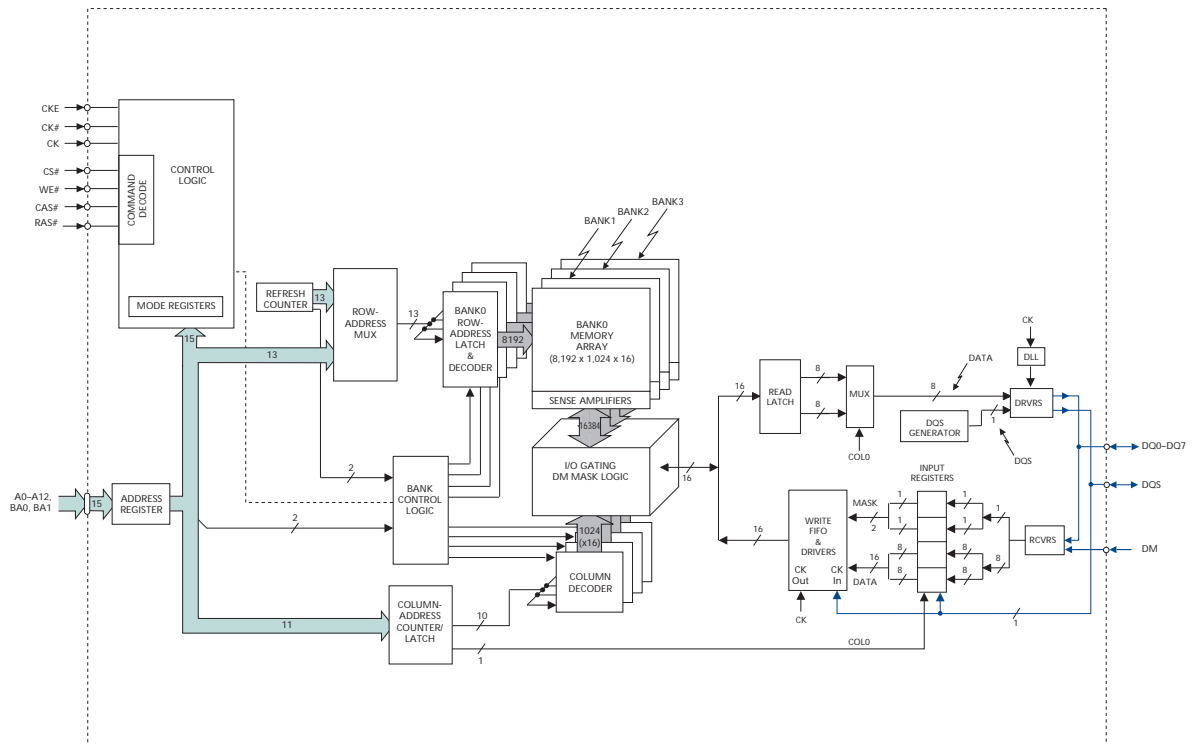 CKE
CK#
CK
CS#
WE#
CAS#
RAS#
COMMAND
DECODE
CONTROL
LOGIC
MODE REGISTERS
15
REFRESH
COUNTER
13
13
ROW-
ADDRESS
MUX
13
BANK0
ROW-
ADDRESS
LATCH
&
DECODER
8192
BANK1
BANK2
BANK3
BANK0
MEMORY
ARRAY
(8,192 x 1,024 x 16)
SENSE AMPLIFIERS
16384
I/O GATING
DM MASK LOGIC
16
1024
(x16)
COLUMN
DECODER
2
2
BANK
CONTROL
LOGIC
A0–A12,
BA0, BA1
15
ADDRESS
REGISTER
11
COLUMN-
ADDRESS
COUNTER/
LATCH
10
1
COL0
16
READ
LATCH
8
8
MUX
COL0
8
DATA
DQS
GENERATOR
1
DQS
CK
DLL
DRVRS
DQ0–DQ7
DQS
DM
INPUT
REGISTERS
16
WRITE
FIFO
&
DRIVERS
CK
Out
CK
In
CK
MASK
2
16
DATA
1
1
8
8
1
1
8
8
1
8
RCVRS
1